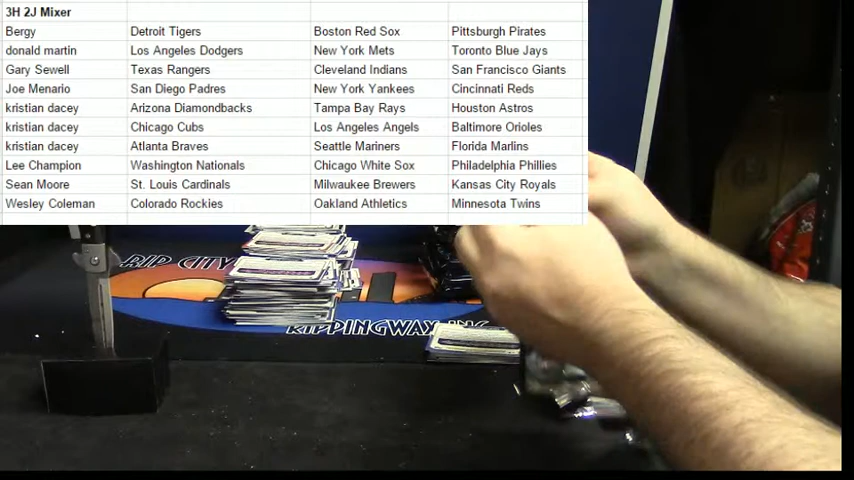 3H 2J Mixer
Bergy Detroit Tigers Boston Red Sox Pittsburgh Pirates
donald martin Los Angeles Dodgers New York Mets Toronto Blue Jays
Gary Sewell Texas Rangers Cleveland Indians San Francisco Giants
Joe Menario San Diego Padres New York Yankees Cincinnati Reds
kristian dacey Arizona Diamondbacks Tampa Bay Rays Houston Astros
kristian dacey Chicago Cubs Los Angeles Angels Baltimore Orioles
kristian dacey Atlanta Braves Seattle Mariners Florida Marlins
Lee Champion Washington Nationals Chicago White Sox Philadelphia Phillies
Sean Moore St. Louis Cardinals Milwaukee Brewers Kansas City Royals
Wesley Coleman Colorado Rockies Oakland Athletics Minnesota Twins
RIP CITY
RIPPINGWAX, INC